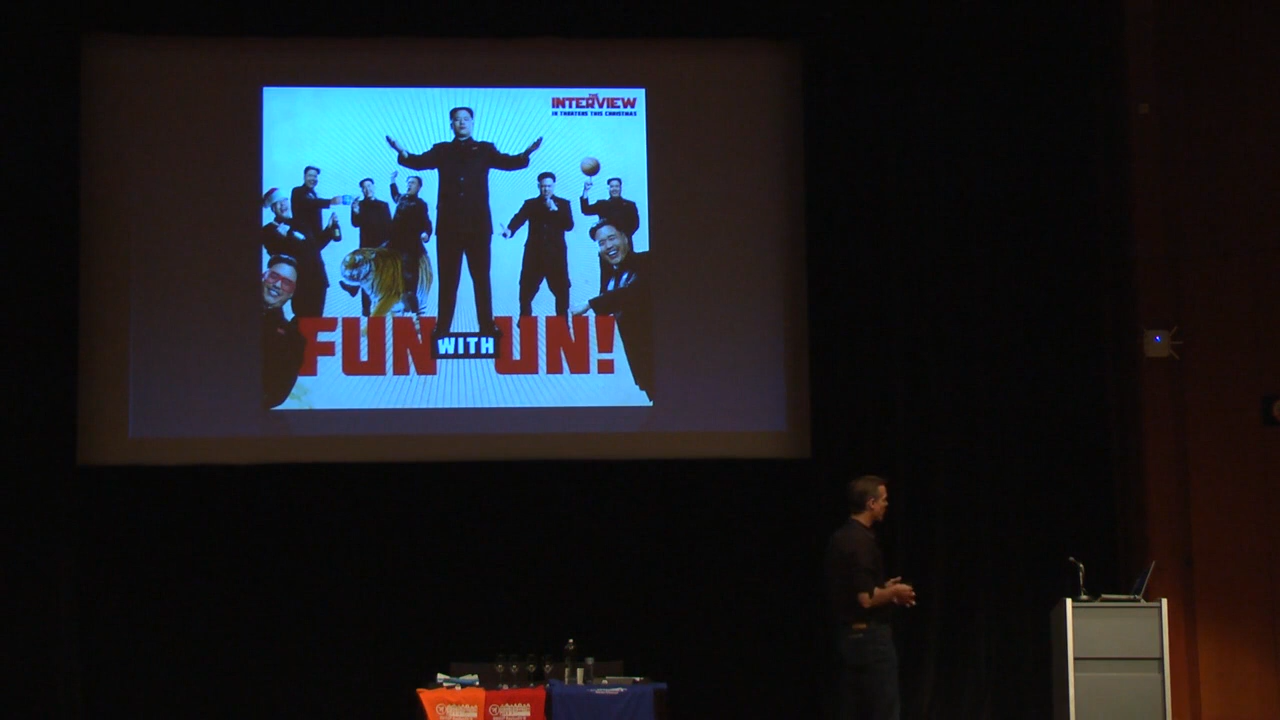 THE
INTERVIEW
IN THEATERS THIS CHRISTMAS
FUN WITH UN!